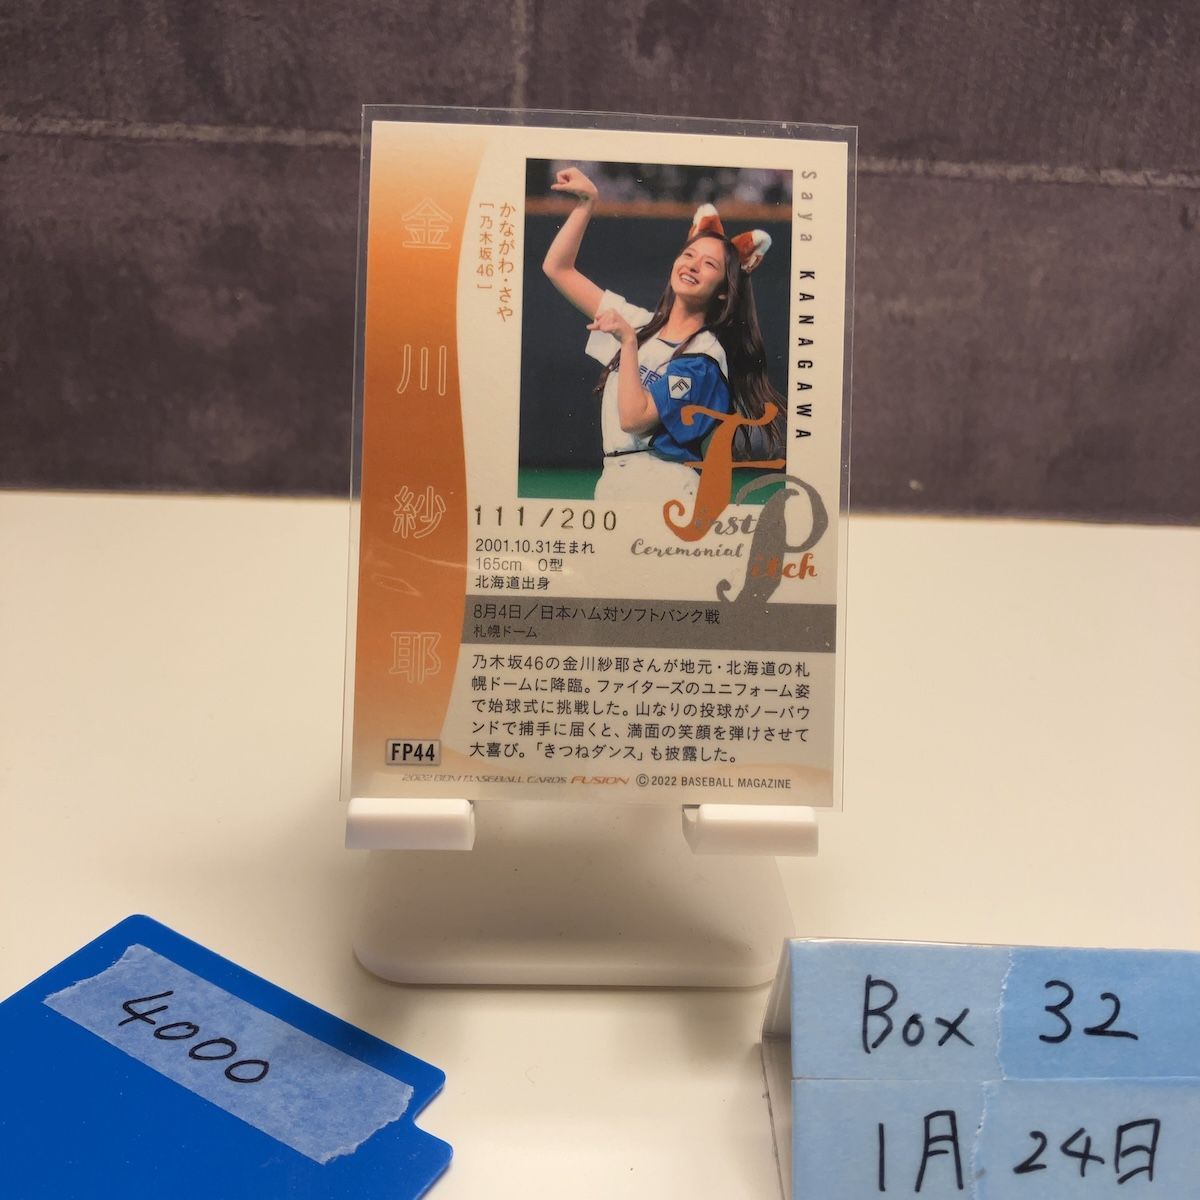 金川紗耶
かながわ・さや
[乃木坂46]
Saya KANAGAWA
F
111/200
First
Ceremonial
Pitch
2001.10.31生まれ
165cm O型
北海道出身
8月4日/日本ハム対ソフトバンク戦
札幌ドーム
乃木坂46の金川紗耶さんが地元・北海道の札
幌ドームに降臨。ファイターズのユニフォーム姿
で始球式に挑戦した。山なりの投球がノーバウ
ンドで捕手に届くと、満面の笑顔を弾けさせて
大喜び。「きつねダンス」も披露した。
FP44
2022 BBM BASEBALL CARDS FUSION © 2022 BASEBALL MAGAZINE
4000
Box 32
1月 24日